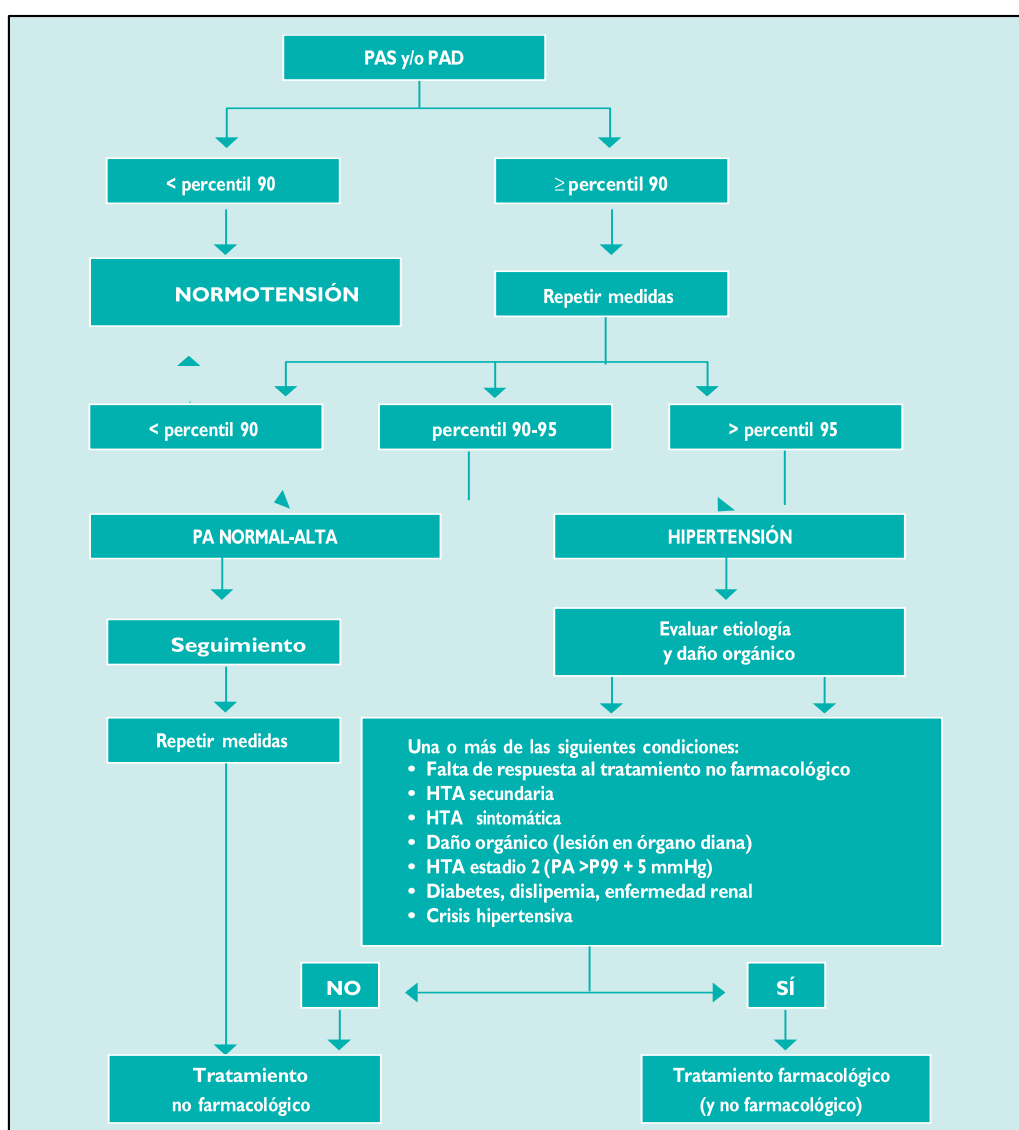 PAS y/o PAD
< percentil 90
≥ percentil 90
NORMOTENSIÓN
Repetir medidas
< percentil 90
percentil 90-95
> percentil 95
PA NORMAL-ALTA
HIPERTENSIÓN
Seguimiento
Evaluar etiología
y daño orgánico
Repetir medidas
Una o más de las siguientes condiciones:
• Falta de respuesta al tratamiento no farmacológico
• HTA secundaria
• HTA sintomática
• Daño orgánico (lesión en órgano diana)
• HTA estadio 2 (PA >P99 + 5 mmHg)
• Diabetes, dislipemia, enfermedad renal
• Crisis hipertensiva
NO
SÍ
Tratamiento
no farmacológico
Tratamiento farmacológico
(y no farmacológico)